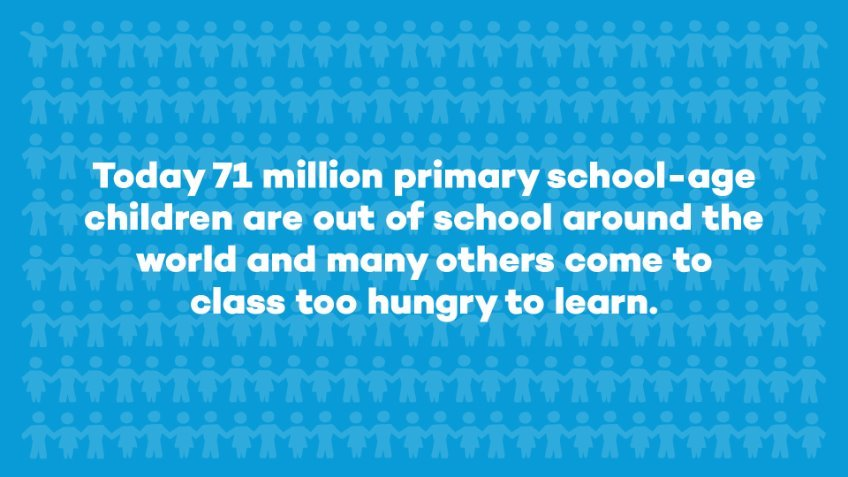 Today 71 million primary school-age
children are out of school around the
world and many others come to
class too hungry to learn.